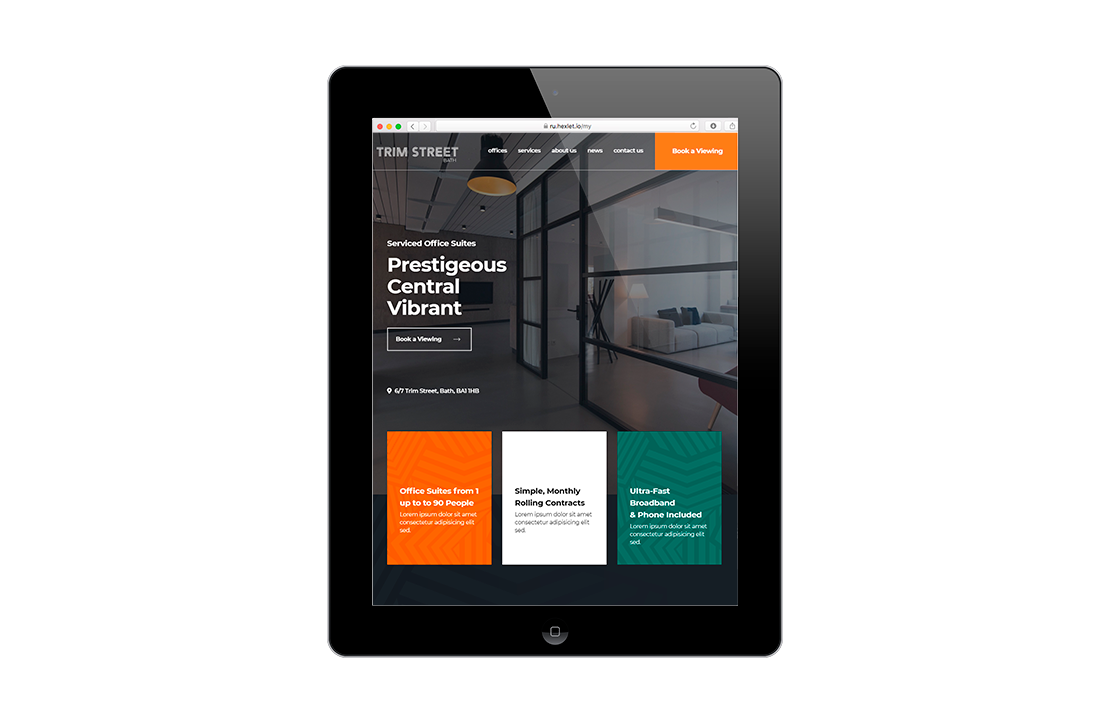 ru.hexlet.io/my
TRIM STREET
BATH
offices services about us news contact us Book a Viewing
Serviced Office Suites
Prestigeous
Central
Vibrant
Book a Viewing →
6/7 Trim Street, Bath, BA1 1HB
Office Suites from 1
up to to 90 People
Lorem ipsum dolor sit amet
consectetur adipisicing elit
sed.
Simple, Monthly
Rolling Contracts
Lorem ipsum dolor sit amet
consectetur adipisicing elit
sed.
Ultra-Fast
Broadband
& Phone Included
Lorem ipsum dolor sit amet
consectetur adipisicing elit
sed.